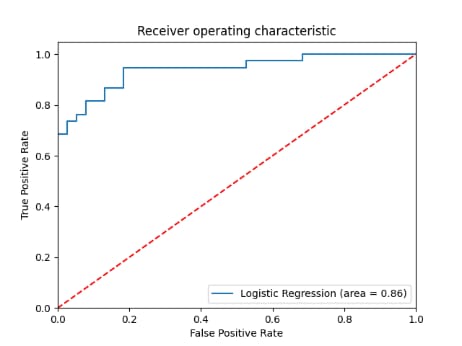 Receiver operating characteristic
1.0
0.8
0.6
0.4
0.2
0.0
True Positive Rate
Logistic Regression (area = 0.86)
0.0 0.2 0.4 0.6 0.8 1.0
False Positive Rate